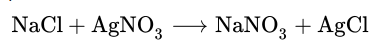 NaCl + AgNO₃ ⟶ NaNO₃ + AgCl